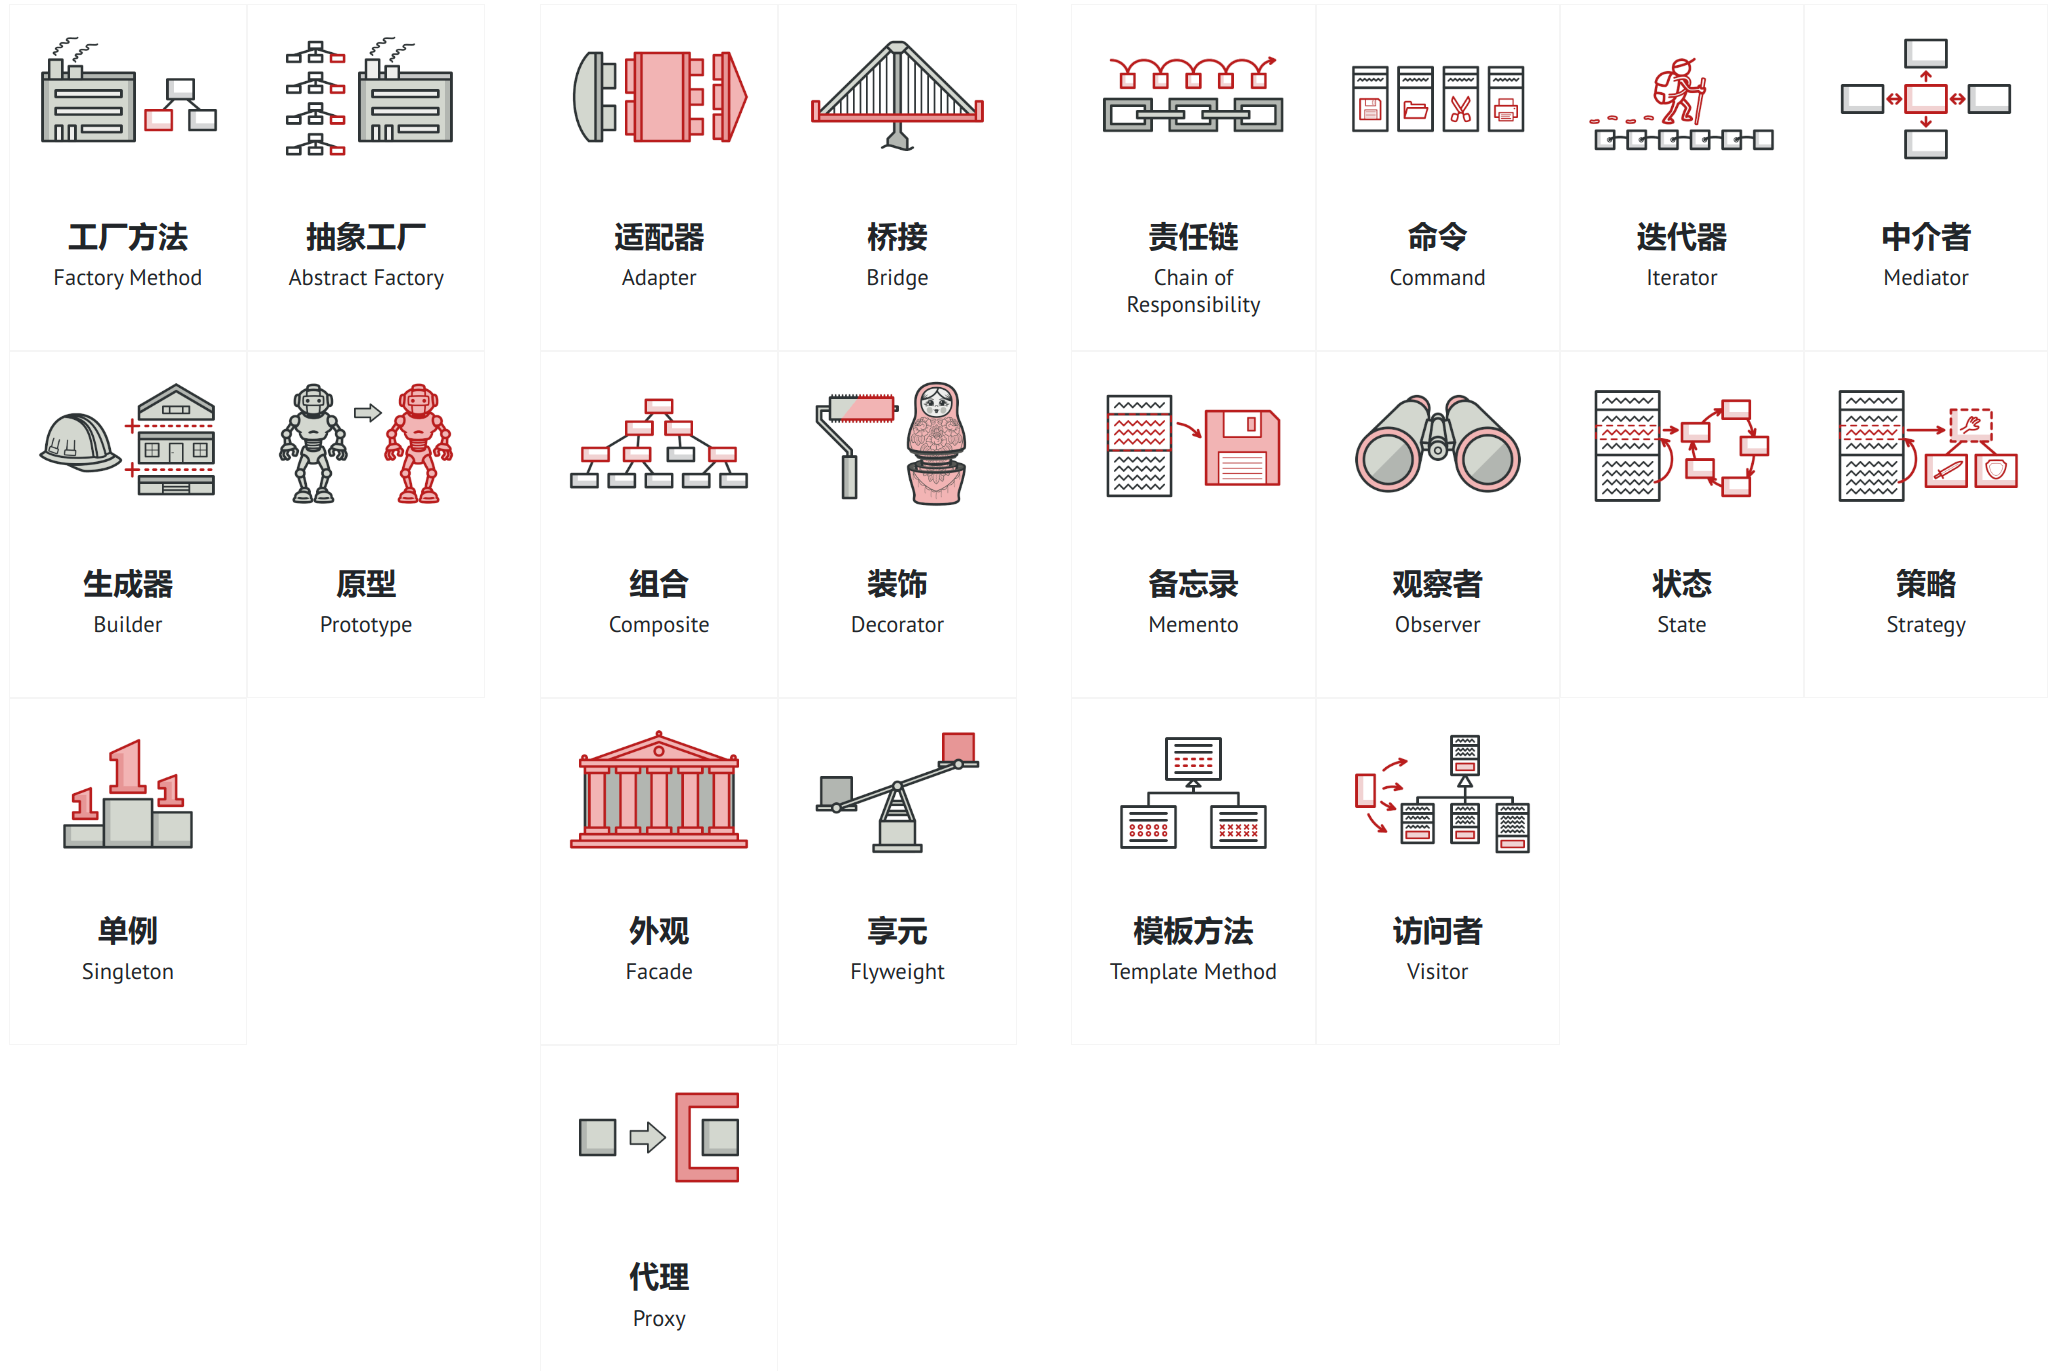 工厂方法
Factory Method
抽象工厂
Abstract Factory
适配器
Adapter
桥接
Bridge
责任链
Chain of
Responsibility
命令
Command
迭代器
Iterator
中介者
Mediator
生成器
Builder
原型
Prototype
组合
Composite
装饰
Decorator
备忘录
Memento
观察者
Observer
状态
State
策略
Strategy
1
1
1
单例
Singleton
外观
Facade
享元
Flyweight
模板方法
Template Method
访问者
Visitor
代理
Proxy